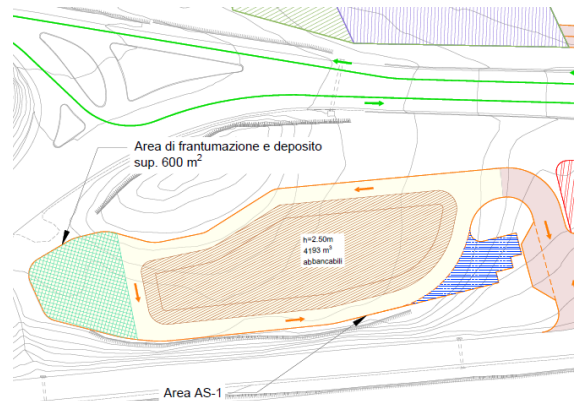 Area di frantumazione e deposito
sup. 600 m²
h=2.50m
4193 m³
abbancabili
Area AS-1